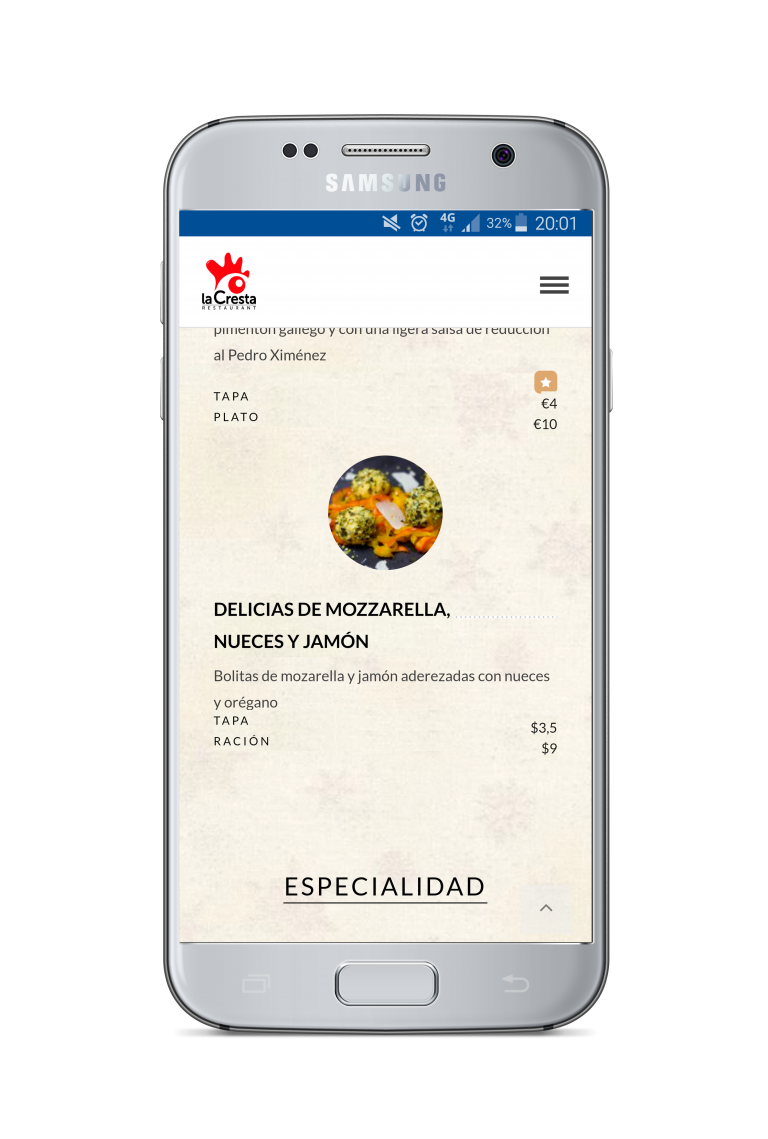 SAMSUNG
4G 32% 20:01
la Cresta
RESTAURANT
pimentón gallego y con una ligera salsa de reducción
al Pedro Ximénez
TAPA €4
PLATO €10
DELICIAS DE MOZZARELLA,
NUECES Y JAMÓN
Bolitas de mozarella y jamón aderezadas con nueces
y orégano
TAPA $3,5
RACIÓN $9
ESPECIALIDAD